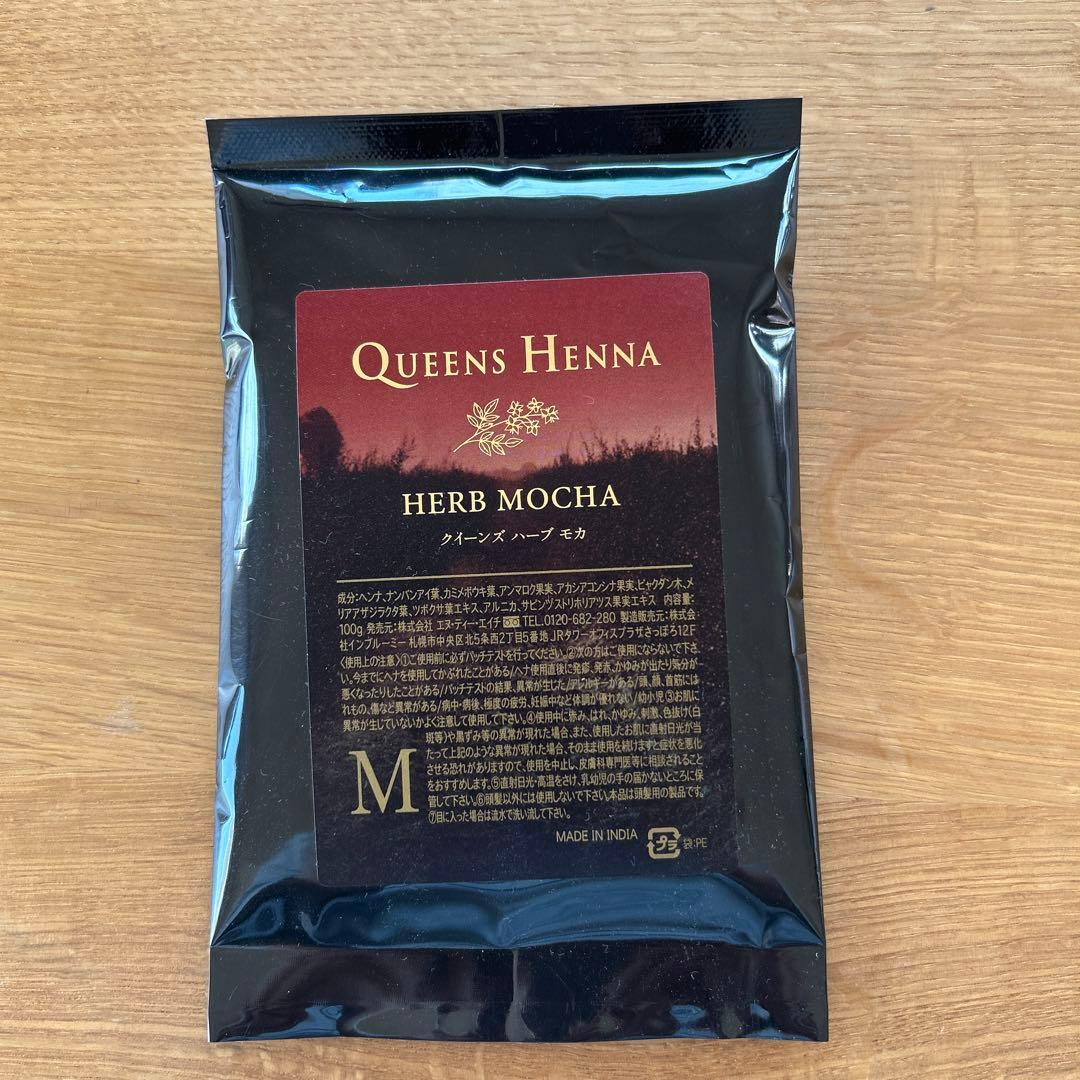 QUEENS HENNA
HERB MOCHA
クイーンズ ハーブ モカ
成分:ヘンナ、ナンバンアイ葉、カミメボウキ葉、アンマロク果実、アカシアコンシナ果実、ビャクダン木、メ
リアアザジラクタ葉、ツボクサ葉エキス、アルニカ、サピンヅストリホリアツス果実エキス 内容量:
100g 発売元:株式会社 エヌ・ティー・エイチ TEL.0120-682-280 製造販売元:株式会
社インブルーミー 札幌市中央区北5条西2丁目5番地 JRタワーオフィスプラザさっぽろ12F
〈使用上の注意〉①ご使用前に必ずパッチテストを行ってください。②次の方はご使用にならないで下さ
い。今までにヘナを使用してかぶれたことがある/ヘナ使用直後に発疹、発赤、かゆみが出たり気分が
悪くなったりしたことがある/パッチテストの結果、異常が生じた/アレルギーがある/頭、顔、首筋には
れもの、傷など異常がある/病中・病後、極度の疲労、妊娠中など体調が優れない/幼小児 ③お肌に
異常が生じていないかよく注意して使用して下さい。④使用中に赤み、はれ、かゆみ、刺激、色抜け(白
斑等)や黒ずみ等の異常が現れた場合、また、使用したお肌に直射日光が当
たって上記のような異常が現れた場合、そのまま使用を続けますと症状を悪化
させる恐れがありますので、使用を中止し、皮膚科専門医等に相談されること
をおすすめします。⑤直射日光・高温をさけ、乳幼児の手の届かないところに保
管して下さい。⑥頭髪以外には使用しないで下さい。本品は頭髪用の製品です。
⑦目に入った場合は流水で洗い流して下さい。
M
MADE IN INDIA
プラ 袋:PE